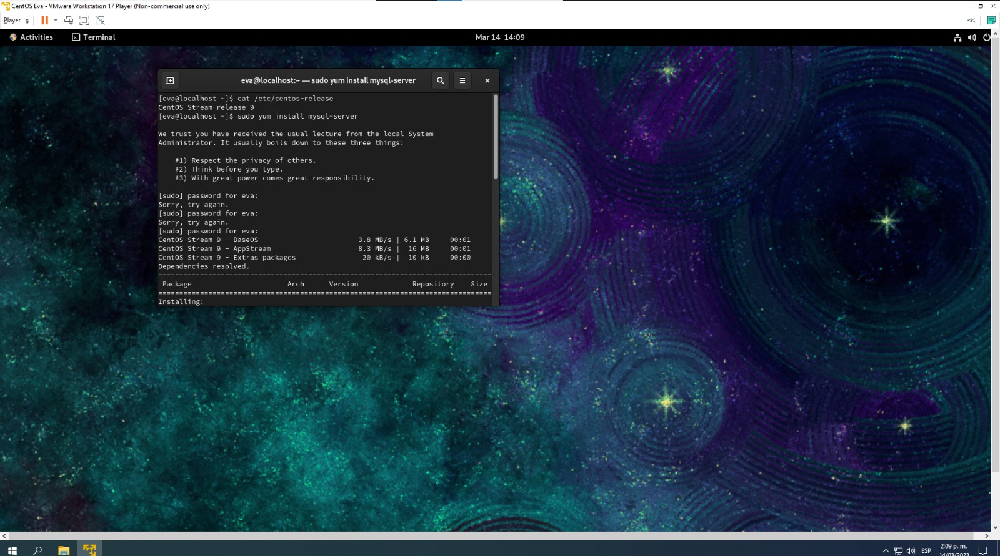 CentOS Eva - VMware Workstation 17 Player (Non-commercial use only)
Player
Activities
Terminal
Mar 14 14:09
eva@localhost:~ — sudo yum install mysql-server
[eva@localhost ~]$ cat /etc/centos-release
CentOS Stream release 9
[eva@localhost ~]$ sudo yum install mysql-server
We trust you have received the usual lecture from the local System
Administrator. It usually boils down to these three things:
#1) Respect the privacy of others.
#2) Think before you type.
#3) With great power comes great responsibility.
[sudo] password for eva:
Sorry, try again.
[sudo] password for eva:
Sorry, try again.
[sudo] password for eva:
CentOS Stream 9 - BaseOS 3.8 MB/s | 6.1 MB 00:01
CentOS Stream 9 - AppStream 8.3 MB/s | 16 MB 00:01
CentOS Stream 9 - Extras packages 20 kB/s | 10 kB 00:00
Dependencies resolved.
================================================================================
Package Arch Version Repository Size
================================================================================
Installing:
ESP
2:09 p. m.
14/03/2023